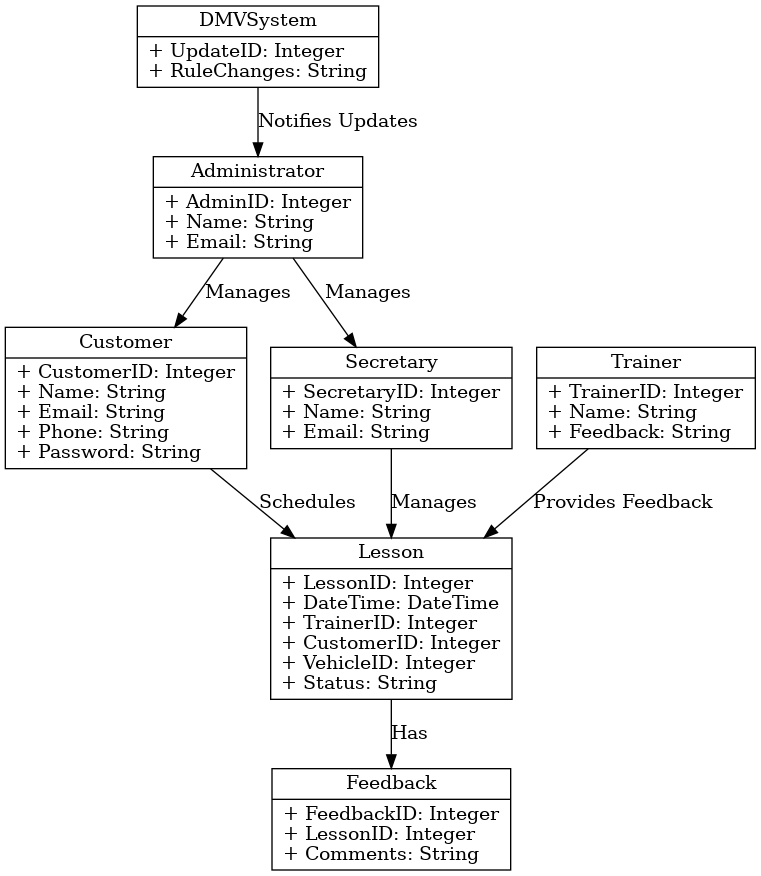 DMVSystem
+ UpdateID: Integer
+ RuleChanges: String
Notifies Updates
Administrator
+ AdminID: Integer
+ Name: String
+ Email: String
Manages
Manages
Customer
+ CustomerID: Integer
+ Name: String
+ Email: String
+ Phone: String
+ Password: String
Secretary
+ SecretaryID: Integer
+ Name: String
+ Email: String
Trainer
+ TrainerID: Integer
+ Name: String
+ Feedback: String
Schedules
Manages
Provides Feedback
Lesson
+ LessonID: Integer
+ DateTime: DateTime
+ TrainerID: Integer
+ CustomerID: Integer
+ VehicleID: Integer
+ Status: String
Has
Feedback
+ FeedbackID: Integer
+ LessonID: Integer
+ Comments: String